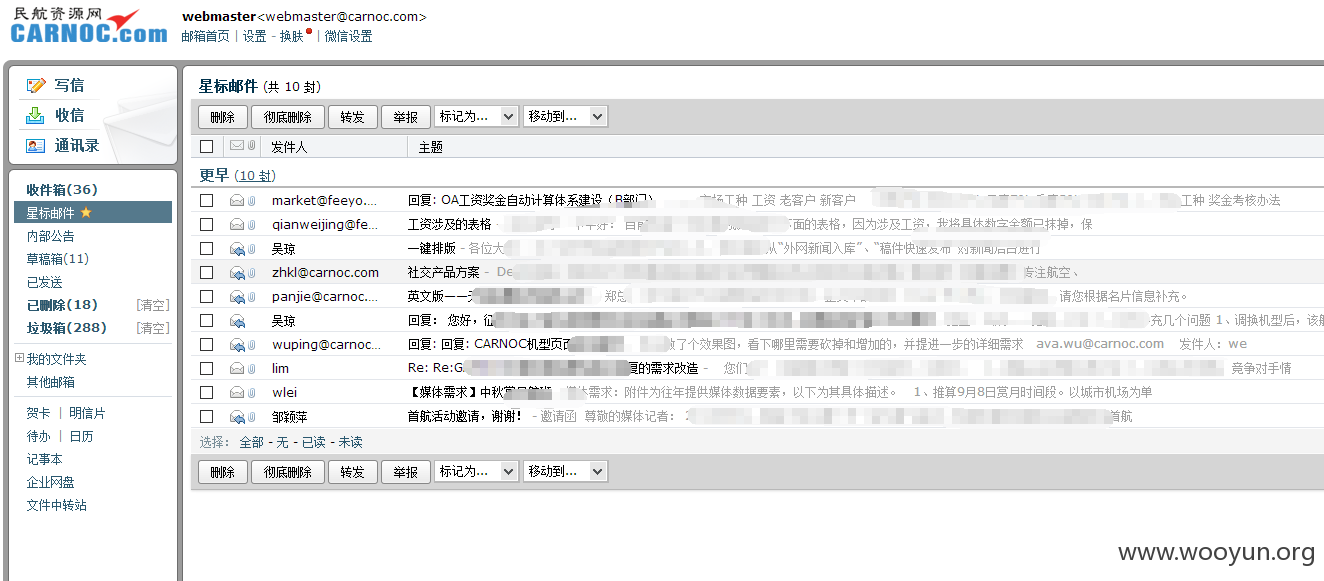 民航资源网
CARNOC.com
webmaster<webmaster@carnoc.com>
邮箱首页 | 设置 - 换肤 | 微信设置
写信
收信
通讯录
收件箱(36)
星标邮件
内部公告
草稿箱(11)
已发送
已删除(18) [清空]
垃圾箱(288) [清空]
我的文件夹
其他邮箱
贺卡 | 明信片
待办 | 日历
记事本
企业网盘
文件中转站
星标邮件 (共 10 封)
删除 彻底删除 转发 举报 标记为... 移动到...
发件人 主题
更早 (10 封)
market@feeyo.... 回复: OA工资奖金自动计算体系建设（B部门） 市场工种 工资 老客户 新客户 工种 奖金考核办法
qianweijing@fe... 工资涉及的表格 - 面的表格，因为涉及工资，我将具体数字金额已抹掉，保
吴琼 一键排版 - 各位大 从“外网新闻入库”、“稿件快速发布”对新闻后台进行
zhkl@carnoc.com 社交产品方案 - De 专注航空、
panjie@carnoc.... 英文版——天 郑总 请您根据名片信息补充。
吴琼 回复： 您好，征 充几个问题 1、调换机型后，该航
wuping@carnoc... 回复: 回复: CARNOC机型页面 做了个效果图，看下哪里需要砍掉和增加的，并提进一步的详细需求 ava.wu@carnoc.com 发件人：we
lim Re: Re:G 复的需求改造 - 您们 竞争对手情
wlei 【媒体需求】中秋赏月航班 媒体需求：附件为往年提供媒体数据要素，以下为其具体描述。 1、推算9月8日赏月时间段。以城市机场为单
邹颖萍 首航活动邀请，谢谢！ - 邀请函 尊敬的媒体记者： 首航
选择： 全部 - 无 - 已读 - 未读
删除 彻底删除 转发 举报 标记为... 移动到...
www.wooyun.org